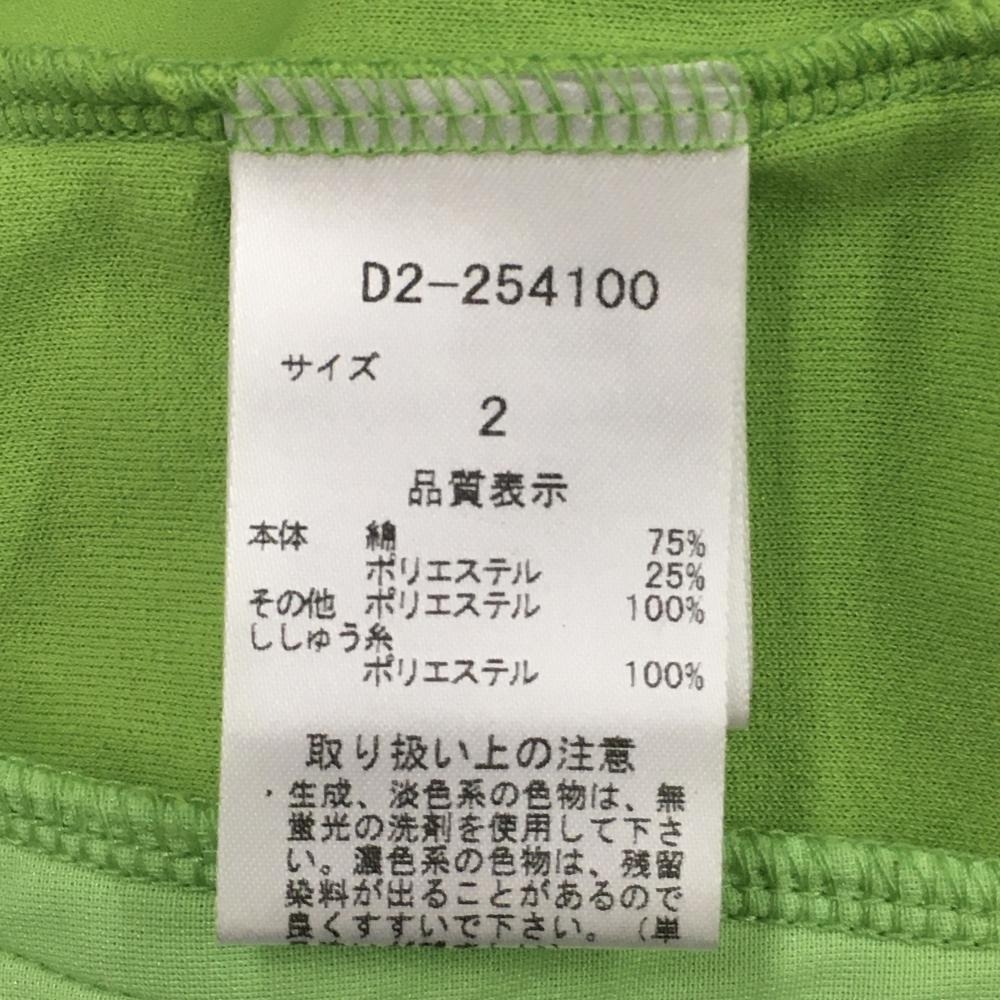 D2-254100
サイズ
2
品質表示
本体 綿 75%
ポリエステル 25%
その他 ポリエステル 100%
ししゅう糸
ポリエステル 100%
取り扱い上の注意
・生成、淡色系の色物は、無
蛍光の洗剤を使用して下さ
い。濃色系の色物は、残留
染料が出ることがあるので
良くすすいで下さい。(単